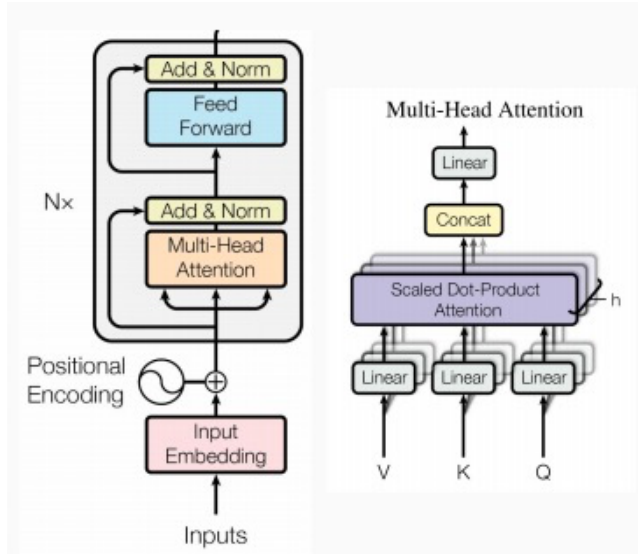 Add & Norm
Feed
Forward
Nx
Add & Norm
Multi-Head
Attention
Positional
Encoding
Input
Embedding
Inputs
Multi-Head Attention
Linear
Concat
Scaled Dot-Product
Attention
h
Linear
Linear
Linear
V
K
Q